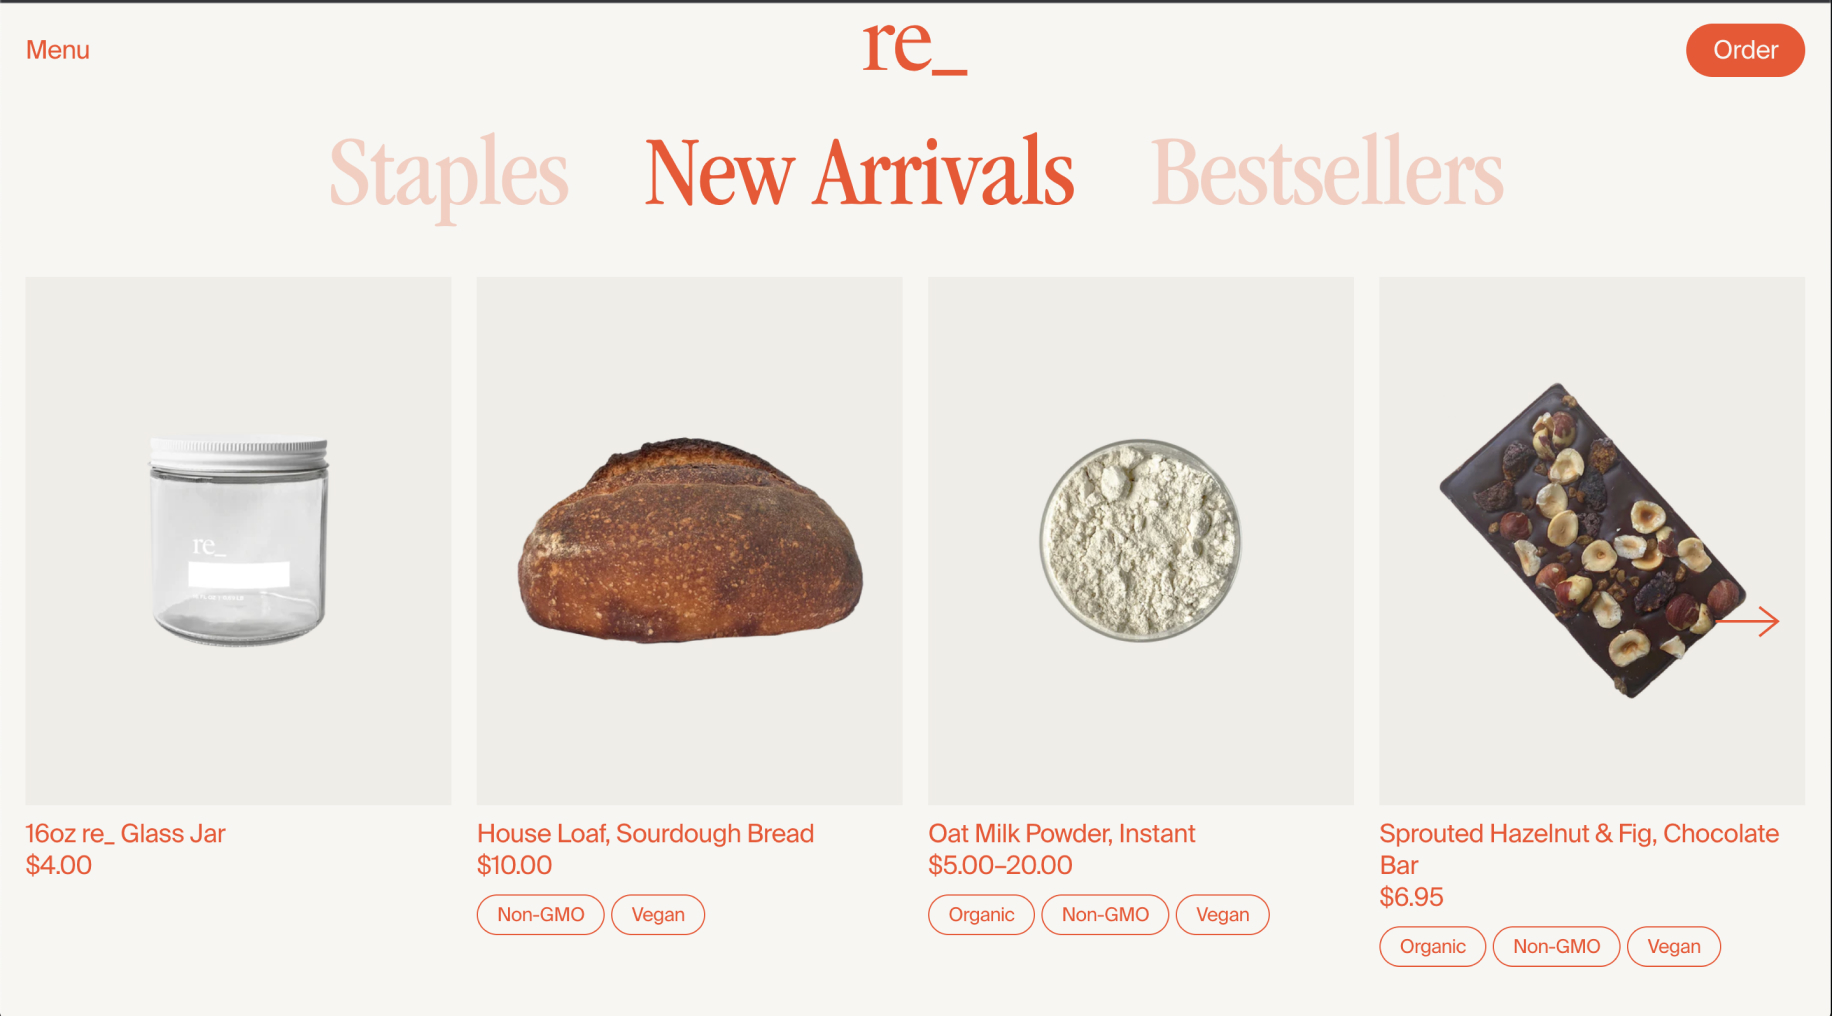 Menu
re_
Order
Staples
New Arrivals
Bestsellers
re_
16oz re_ Glass Jar
$4.00
House Loaf, Sourdough Bread
$10.00
Non-GMO
Vegan
Oat Milk Powder, Instant
$5.00–20.00
Organic
Non-GMO
Vegan
Sprouted Hazelnut & Fig, Chocolate
Bar
$6.95
Organic
Non-GMO
Vegan